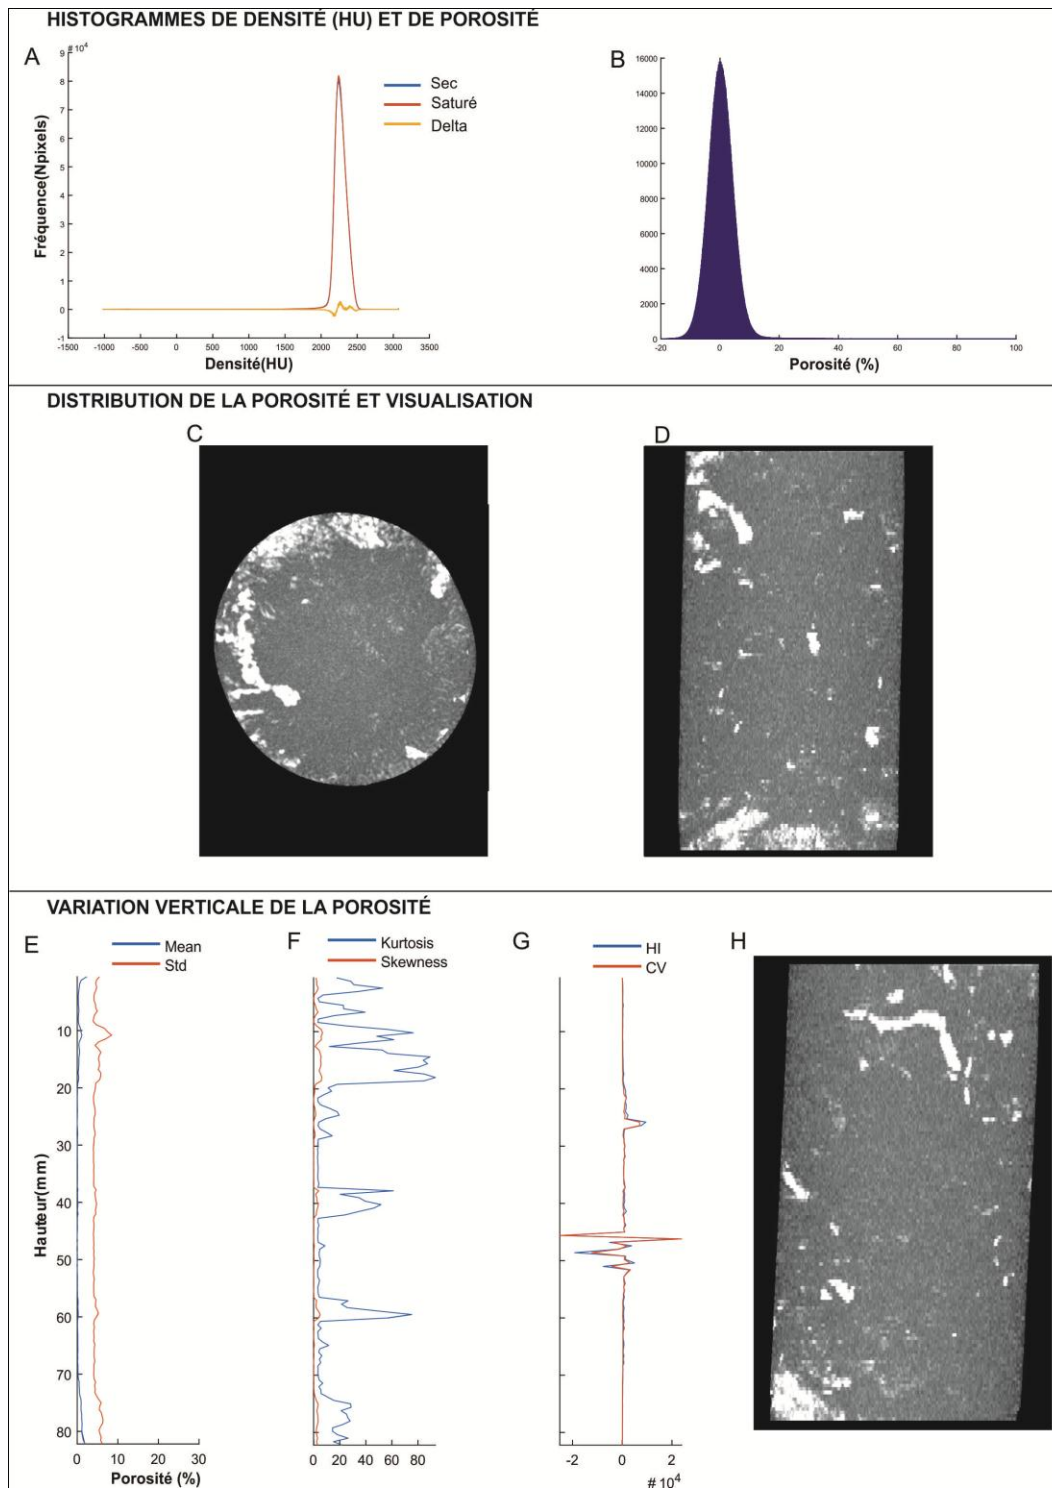 HISTOGRAMMES DE DENSITÉ (HU) ET DE POROSITÉ
A
B
# 10⁴
9
8
7
6
5
4
3
2
1
0
-1
Fréquence(Npixels)
Sec
Saturé
Delta
-1500 -1000 -500 0 500 1000 1500 2000 2500 3000 3500
Densité(HU)
16000
14000
12000
10000
8000
6000
4000
2000
0
-20 0 20 40 60 80 100
Porosité (%)
DISTRIBUTION DE LA POROSITÉ ET VISUALISATION
C
D
VARIATION VERTICALE DE LA POROSITÉ
E
Mean
Std
F
Kurtosis
Skewness
G
HI
CV
H
Hauteur(mm)
10
20
30
40
50
60
70
80
0 10 20 30
Porosité (%)
0 20 40 60 80
-2 0 2
# 10⁴